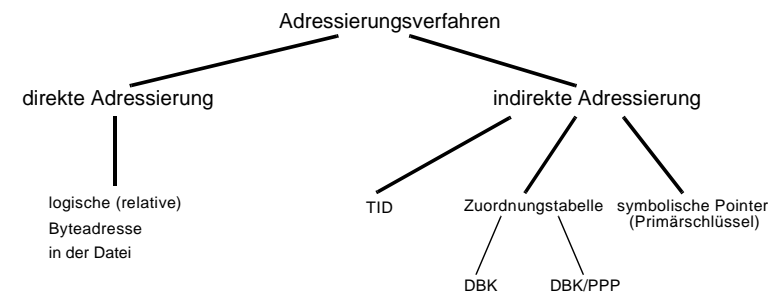 Adressierungsverfahren
direkte Adressierung
indirekte Adressierung
logische (relative)
Byteadresse
in der Datei
TID
Zuordnungstabelle
symbolische Pointer
(Primärschlüssel)
DBK
DBK/PPP